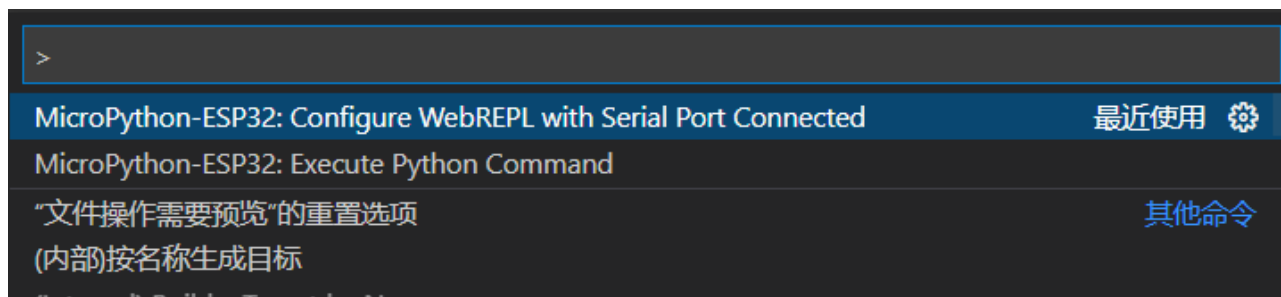 >
MicroPython-ESP32: Configure WebREPL with Serial Port Connected 最近使用
MicroPython-ESP32: Execute Python Command
“文件操作需要预览”的重置选项 其他命令
(内部)按名称生成目标